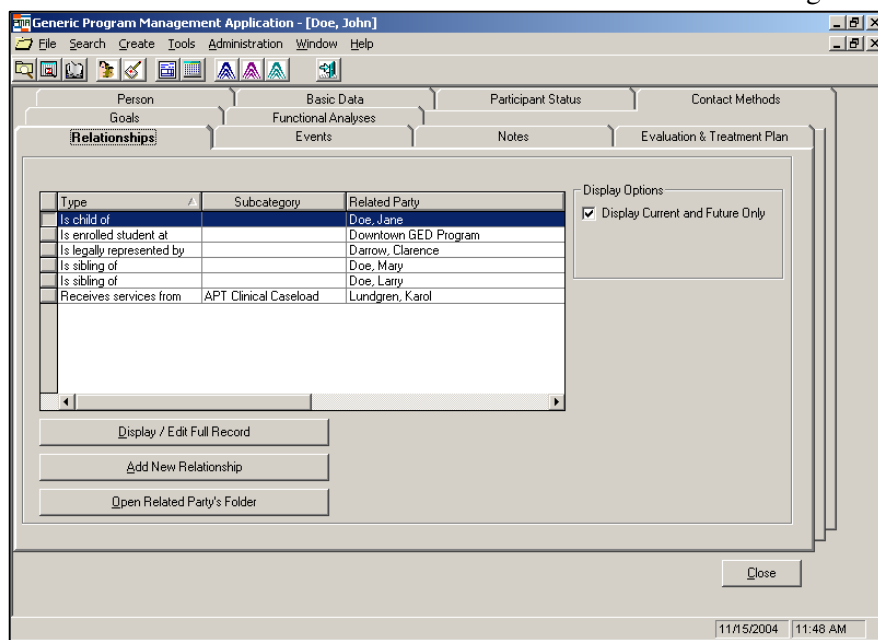 Generic Program Management Application - [Doe, John]
File Search Create Tools Administration Window Help
Person Basic Data Participant Status Contact Methods
Goals Functional Analyses
Relationships Events Notes Evaluation & Treatment Plan
Type Subcategory Related Party
Is child of Doe, Jane
Is enrolled student at Downtown GED Program
Is legally represented by Darrow, Clarence
Is sibling of Doe, Mary
Is sibling of Doe, Larry
Receives services from APT Clinical Caseload Lundgren, Karol
Display Options
Display Current and Future Only
Display / Edit Full Record
Add New Relationship
Open Related Party's Folder
Close
11/15/2004 11:48 AM